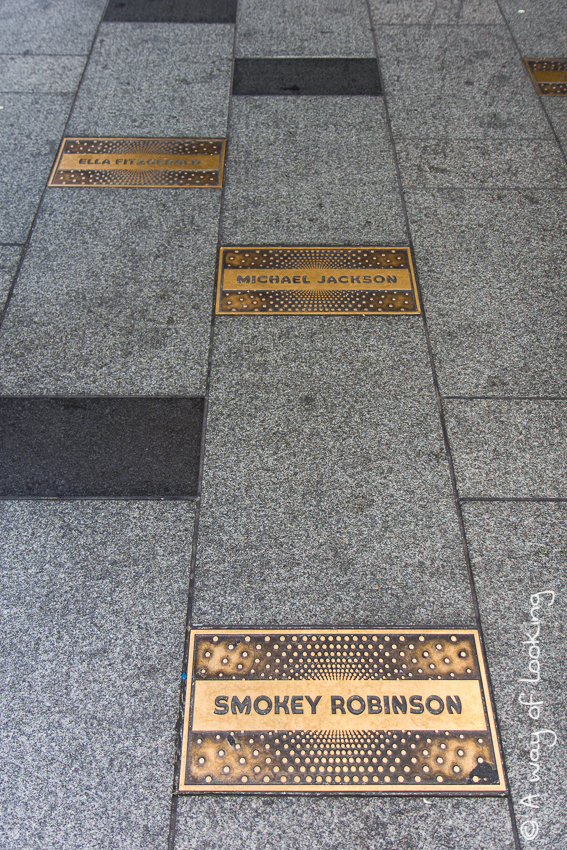 ELLA FITZGERALD
MICHAEL JACKSON
SMOKEY ROBINSON
© A way of looking